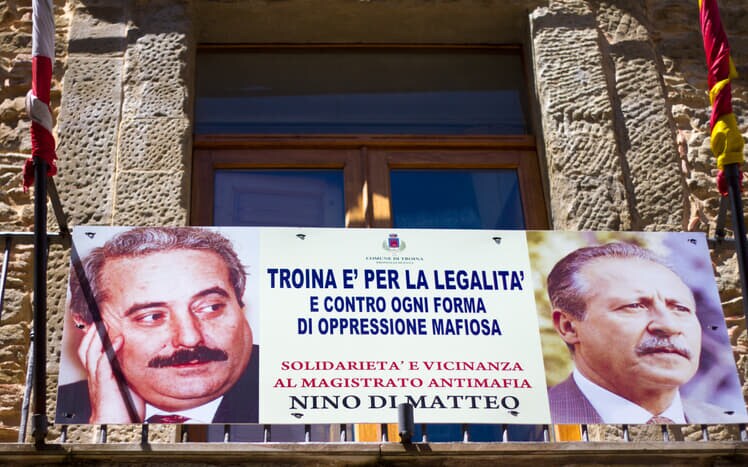 COMUNE DI TROINA
TROINA E' PER LA LEGALITA'
E CONTRO OGNI FORMA
DI OPPRESSIONE MAFIOSA
SOLIDARIETA' E VICINANZA
AL MAGISTRATO ANTIMAFIA
NINO DI MATTEO